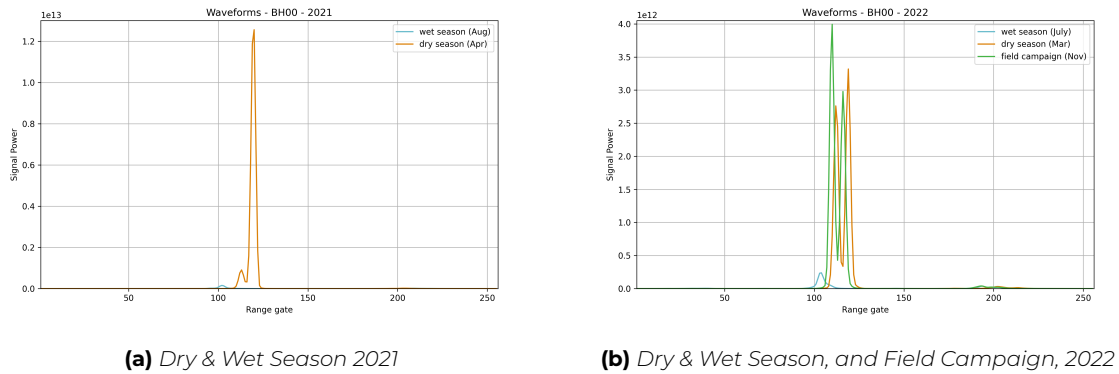 Waveforms - BH00 - 2021
1e13
wet season (Aug)
dry season (Apr)
1.2
1.0
0.8
0.6
0.4
0.2
0.0
Signal Power
50
100
150
200
250
Range gate
(a) Dry & Wet Season 2021
Waveforms - BH00 - 2022
1e12
wet season (July)
dry season (Mar)
field campaign (Nov)
4.0
3.5
3.0
2.5
2.0
1.5
1.0
0.5
0.0
Signal Power
50
100
150
200
250
Range gate
(b) Dry & Wet Season, and Field Campaign, 2022